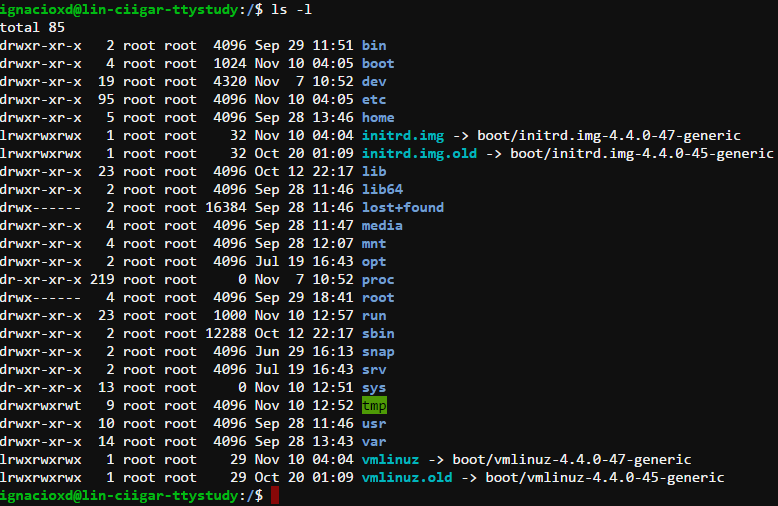 ignacioxd@lin-ciigar-ttystudy:/$ ls -l
total 85
drwxr-xr-x   2 root root  4096 Sep 29 11:51 bin
drwxr-xr-x   4 root root  1024 Nov 10 04:05 boot
drwxr-xr-x  19 root root  4320 Nov  7 10:52 dev
drwxr-xr-x  95 root root  4096 Nov 10 04:05 etc
drwxr-xr-x   5 root root  4096 Sep 28 13:46 home
lrwxrwxrwx   1 root root    32 Nov 10 04:04 initrd.img -> boot/initrd.img-4.4.0-47-generic
lrwxrwxrwx   1 root root    32 Oct 20 01:09 initrd.img.old -> boot/initrd.img-4.4.0-45-generic
drwxr-xr-x  23 root root  4096 Oct 12 22:17 lib
drwxr-xr-x   2 root root  4096 Sep 28 11:46 lib64
drwx------   2 root root 16384 Sep 28 11:46 lost+found
drwxr-xr-x   4 root root  4096 Sep 28 11:47 media
drwxr-xr-x   4 root root  4096 Sep 28 12:07 mnt
drwxr-xr-x   2 root root  4096 Jul 19 16:43 opt
dr-xr-xr-x 219 root root     0 Nov  7 10:52 proc
drwx------   4 root root  4096 Sep 29 18:41 root
drwxr-xr-x  23 root root  1000 Nov 10 12:57 run
drwxr-xr-x   2 root root 12288 Oct 12 22:17 sbin
drwxr-xr-x   2 root root  4096 Jun 29 16:13 snap
drwxr-xr-x   2 root root  4096 Jul 19 16:43 srv
dr-xr-xr-x  13 root root     0 Nov 10 12:51 sys
drwxrwxrwt   9 root root  4096 Nov 10 12:52 tmp
drwxr-xr-x  10 root root  4096 Sep 28 11:46 usr
drwxr-xr-x  14 root root  4096 Sep 28 13:43 var
lrwxrwxrwx   1 root root    29 Nov 10 04:04 vmlinuz -> boot/vmlinuz-4.4.0-47-generic
lrwxrwxrwx   1 root root    29 Oct 20 01:09 vmlinuz.old -> boot/vmlinuz-4.4.0-45-generic
ignacioxd@lin-ciigar-ttystudy:/$